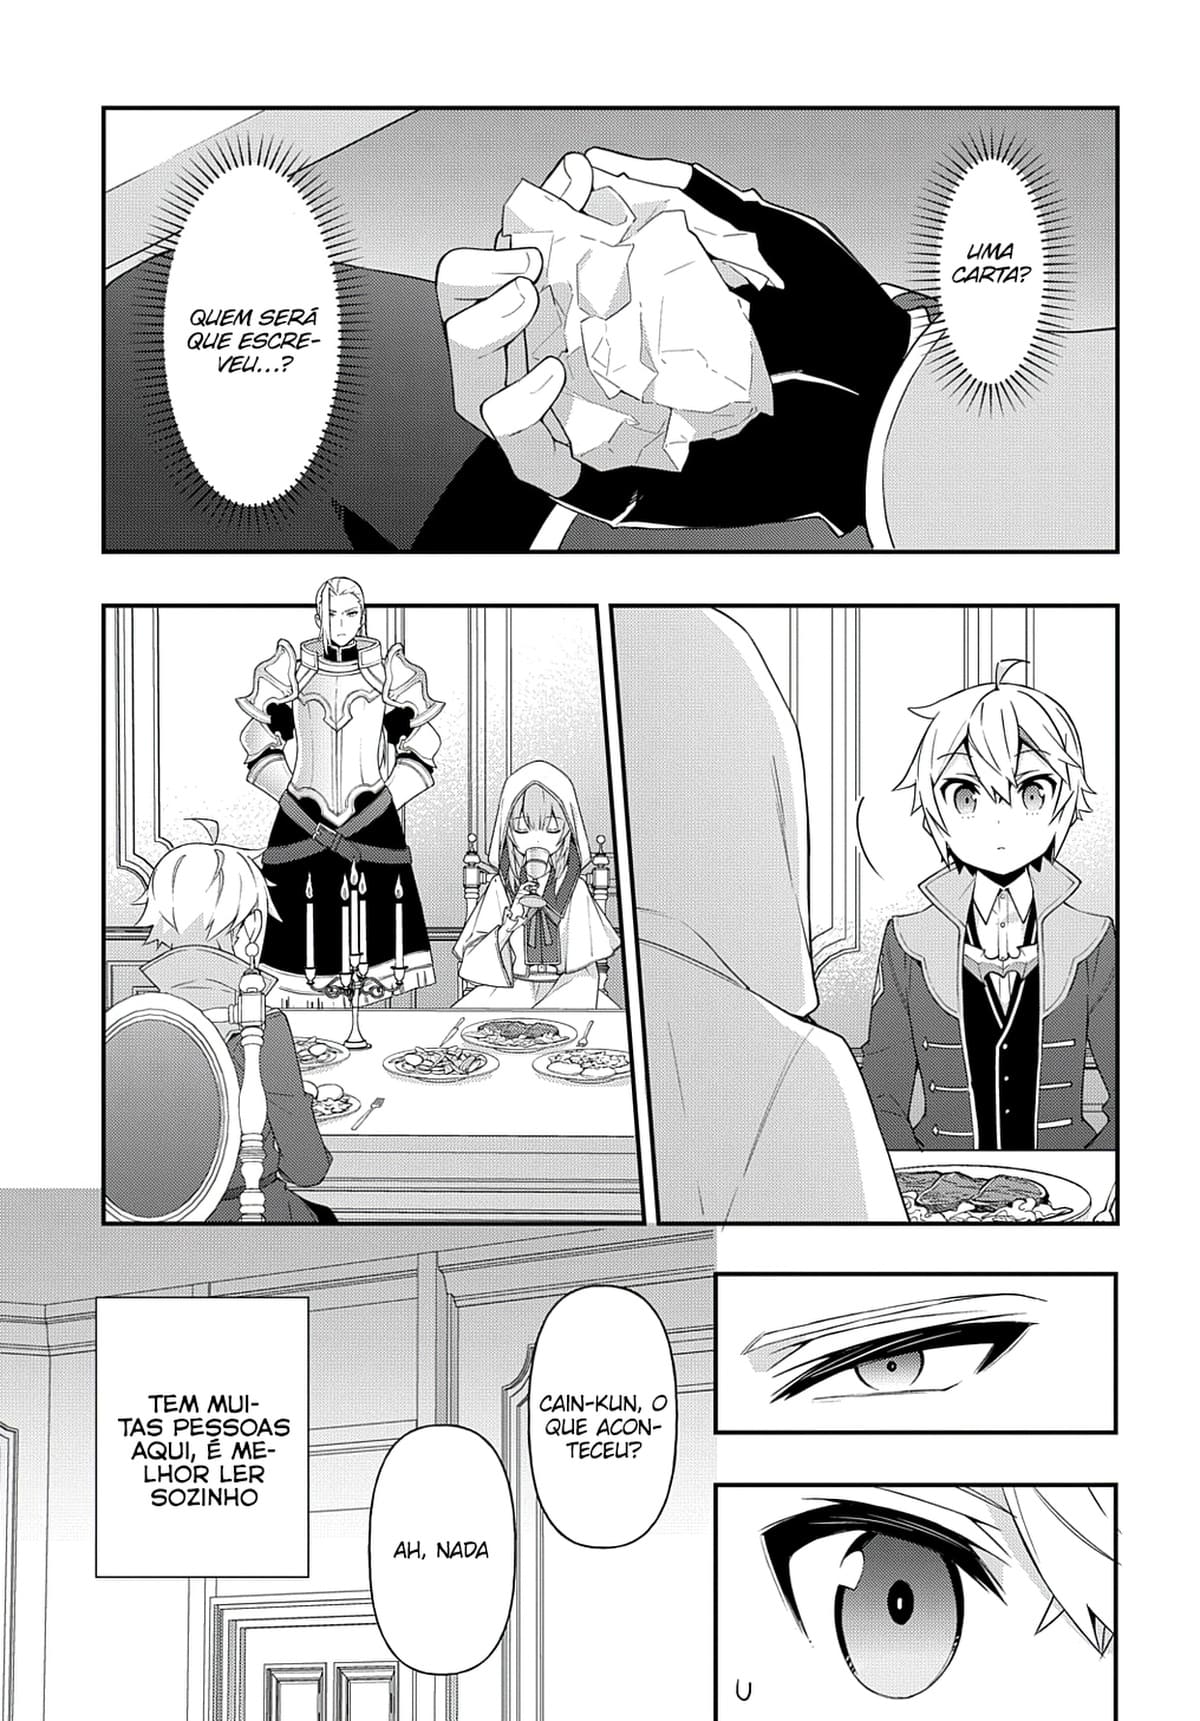 UMA
CARTA?
QUEM SERÁ
QUE ESCRE-
VEU...?
CAIN-KUN, O
QUE ACON-
TECEU?
AH, NADA
TEM MUI-
TAS PESSOAS
AQUI, É ME-
LHOR LER
SOZINHO